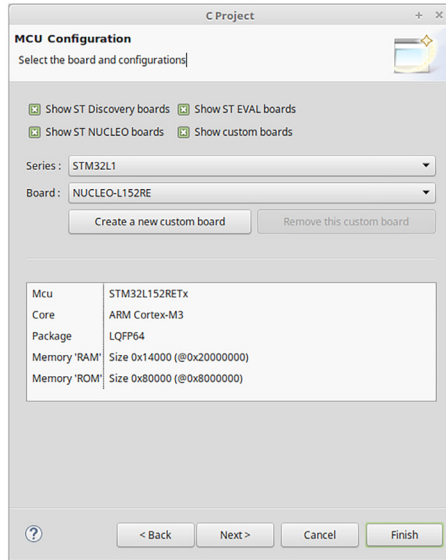 C Project
MCU Configuration
Select the board and configurations
Show ST Discovery boards Show ST EVAL boards
Show ST NUCLEO boards Show custom boards
Series : STM32L1
Board : NUCLEO-L152RE
Create a new custom board Remove this custom board
Mcu STM32L152RETx
Core ARM Cortex-M3
Package LQFP64
Memory 'RAM' Size 0x14000 (@0x20000000)
Memory 'ROM' Size 0x80000 (@0x8000000)
? < Back Next > Cancel Finish